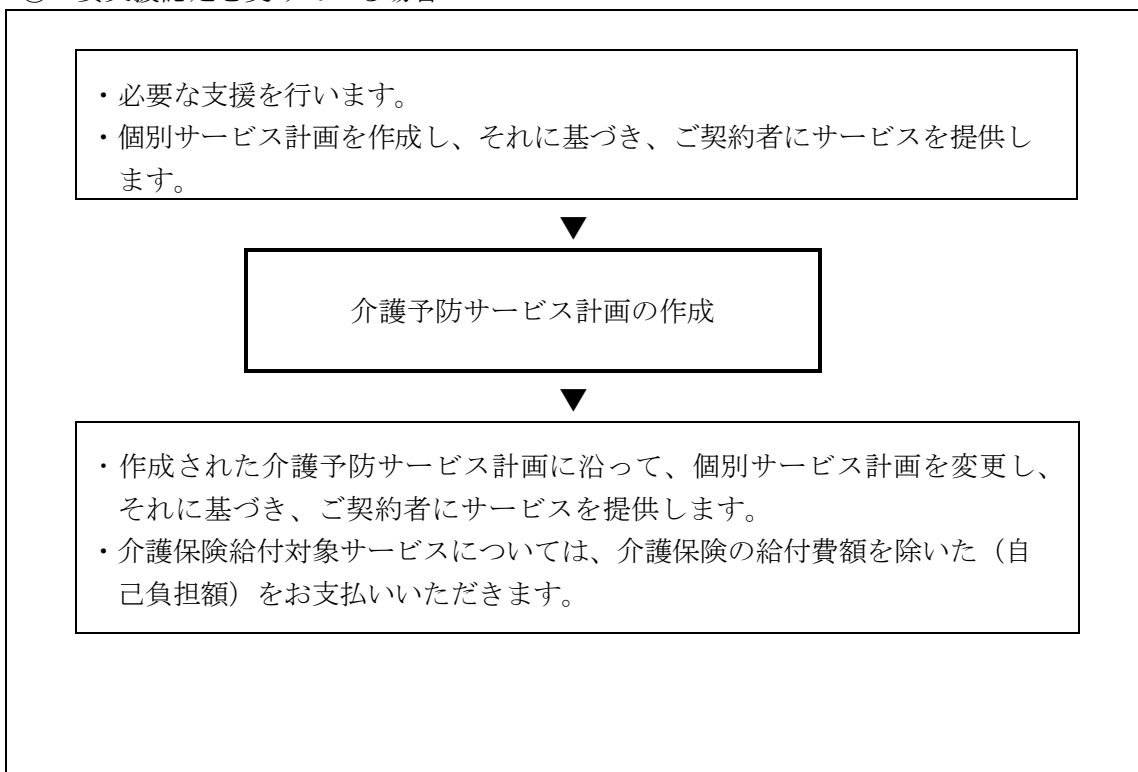 ・必要な支援を行います。
・個別サービス計画を作成し、それに基づき、ご契約者にサービスを提供し
ます。
▼
介護予防サービス計画の作成
▼
・作成された介護予防サービス計画に沿って、個別サービス計画を変更し、
それに基づき、ご契約者にサービスを提供します。
・介護保険給付対象サービスについては、介護保険の給付費額を除いた（自
己負担額）をお支払いいただきます。